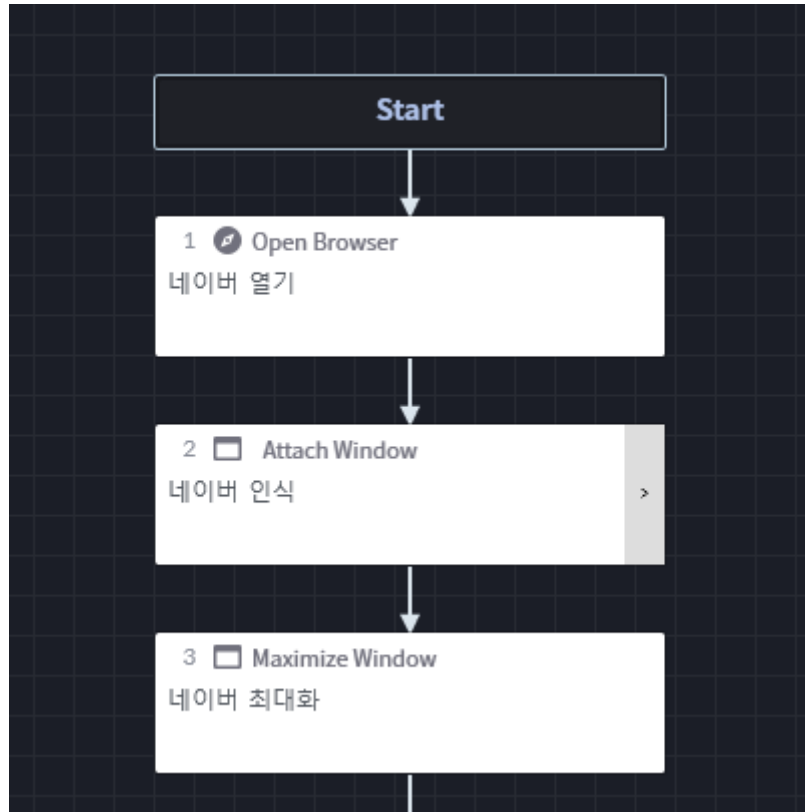 Start
1 Open Browser
네이버 열기
2 Attach Window
네이버 인식
>
3 Maximize Window
네이버 최대화